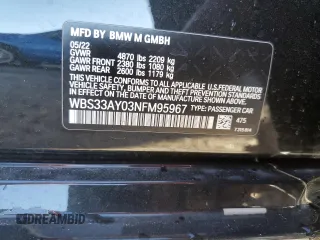 MFD BY BMW M GMBH
05/22
GVWR 4870 lbs 2209 kg
GAWR FRONT 2380 lbs 1080 kg
GAWR REAR 2600 lbs 1179 kg
THIS VEHICLE CONFORMS TO ALL APPLICABLE U.S. FEDERAL
MOTOR VEHICLE SAFETY, BUMPER, AND THEFT PREVENTION
STANDARDS IN EFFECT ON THE DATE OF MANUFACTURE SHOWN ABOVE.
WBS33AY03NFM95967 TYPE: PASSENGER CAR
475
DREAMBID